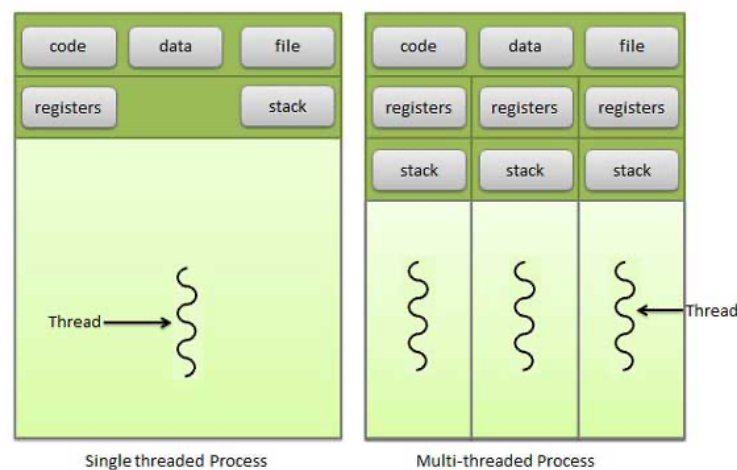 code data file
registers stack
Thread
Single threaded Process
code data file
registers registers registers
stack stack stack
Thread
Multi-threaded Process